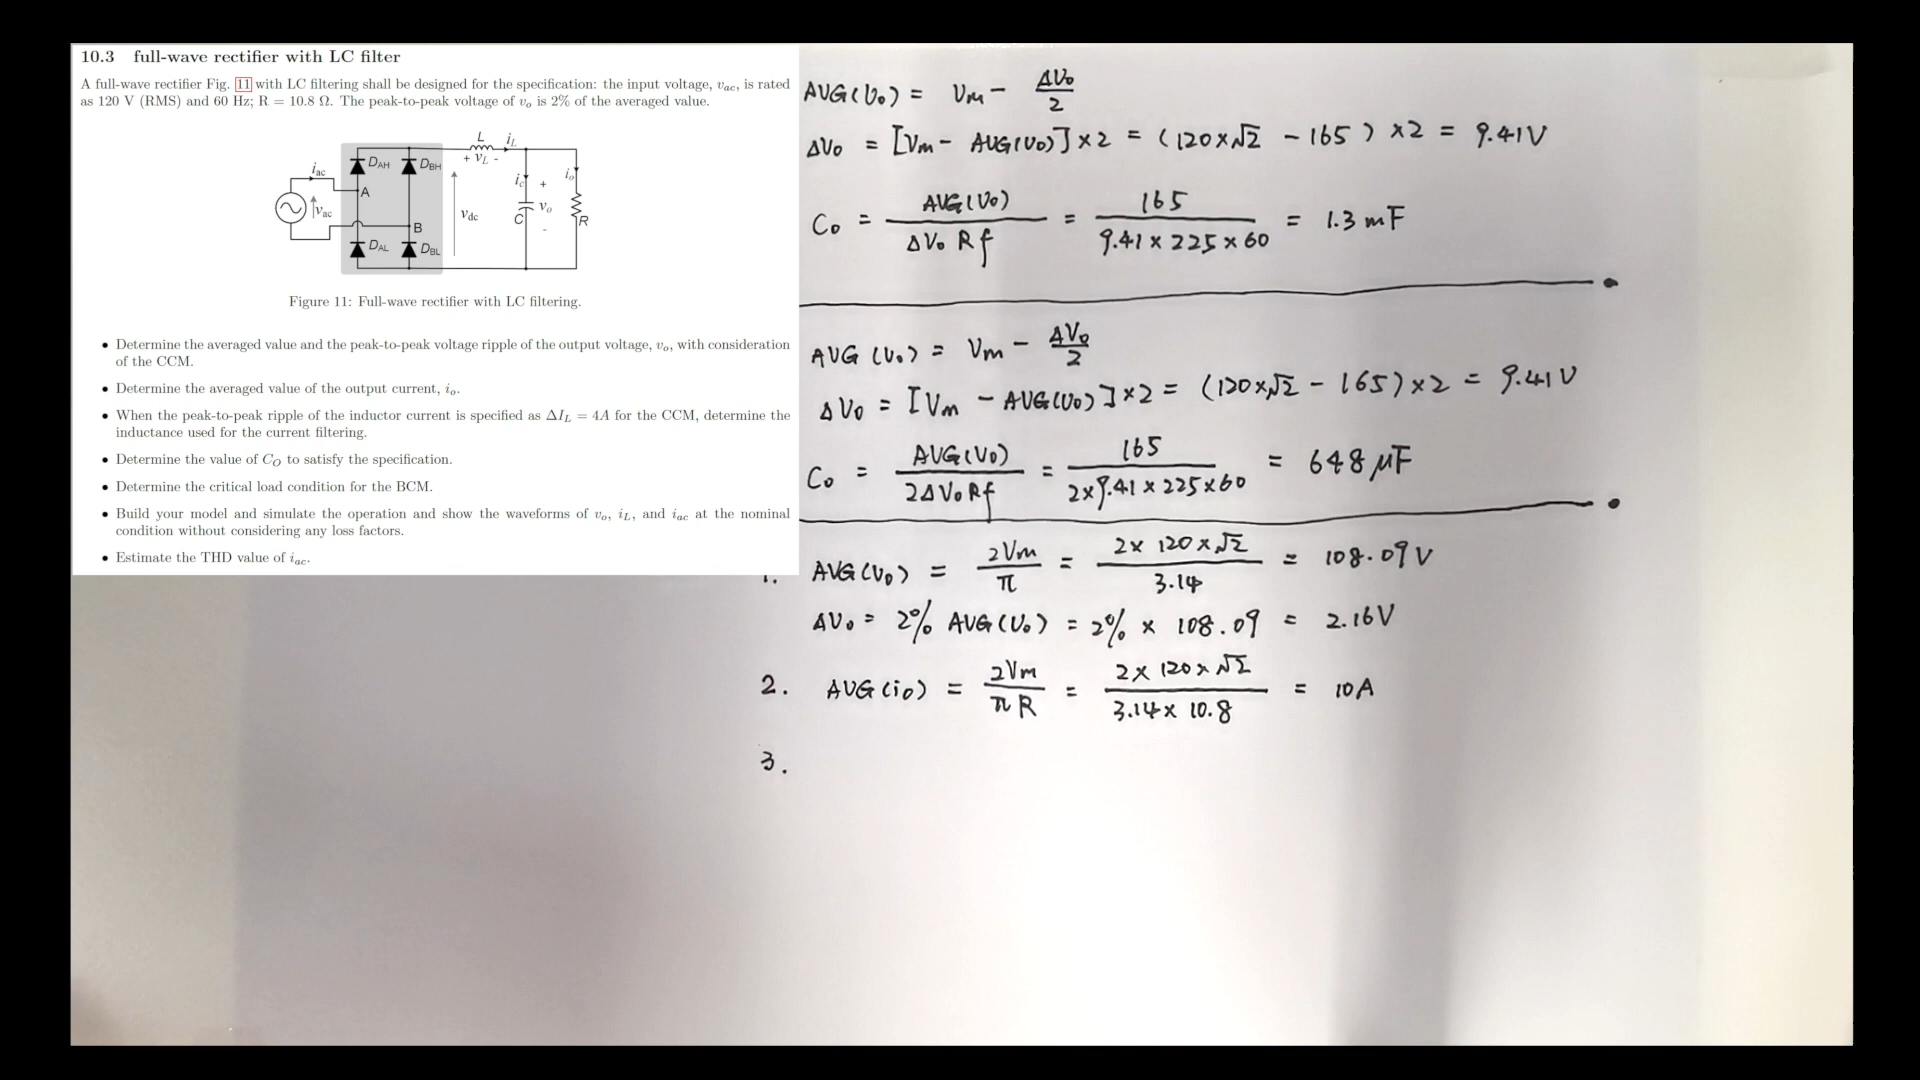 10.3 full-wave rectifier with LC filter
A full-wave rectifier Fig. 11 with LC filtering shall be designed for the specification: the input voltage, vac, is rated
as 120 V (RMS) and 60 Hz; R = 10.8 Ω. The peak-to-peak voltage of vo is 2% of the averaged value.
L iL
+ vL -
DAH DBH
iac
A
vac
B
DAL DBL
vdc
ic + io
C vo R
-
Figure 11: Full-wave rectifier with LC filtering.
• Determine the averaged value and the peak-to-peak voltage ripple of the output voltage, vo, with consideration
of the CCM.
• Determine the averaged value of the output current, io.
• When the peak-to-peak ripple of the inductor current is specified as ΔIL = 4A for the CCM, determine the
inductance used for the current filtering.
• Determine the value of CO to satisfy the specification.
• Determine the critical load condition for the BCM.
• Build your model and simulate the operation and show the waveforms of vo, iL, and iac at the nominal
condition without considering any loss factors.
• Estimate the THD value of iac.
AVG(Vo) = Vm - ΔVo/2
ΔVo = [Vm - AVG(Vo)] ×2 = (120×√2 - 165) ×2 = 9.41V
Co = AVG(Vo) / ΔVo R f = 165 / 9.41 × 225 × 60 = 1.3 mF
AVG (Vo) = Vm - ΔVo/2
ΔVo = [Vm - AVG(Vo)] ×2 = (120×√2 - 165) ×2 = 9.41V
Co = AVG(Vo) / 2ΔVo R f = 165 / 2×9.41 × 225×60 = 648 μF
1. AVG(Vo) = 2Vm / π = 2× 120×√2 / 3.14 = 108.09V
ΔVo = 2% AVG(Vo) = 2% × 108.09 = 2.16V
2. AVG(io) = 2Vm / π R = 2× 120×√2 / 3.14× 10.8 = 10A
3.